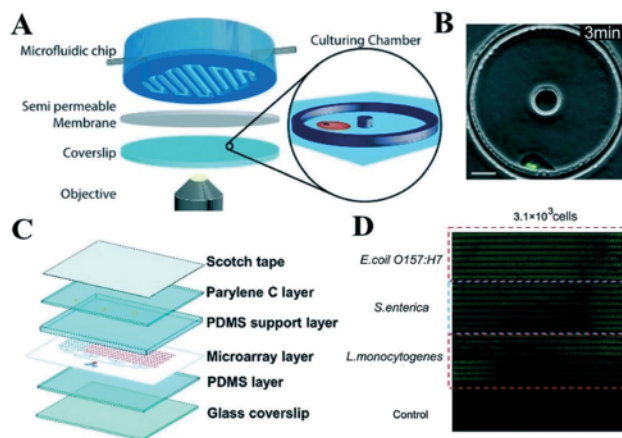 A
Microfluidic chip
Semi permeable
Membrane
Coverslip
Objective
Culturing Chamber
B
3min
C
Scotch tape
Parylene C layer
PDMS support layer
Microarray layer
PDMS layer
Glass coverslip
D
3.1×10³cells
E.coil O157:H7
S.enterica
L.monocytogenes
Control